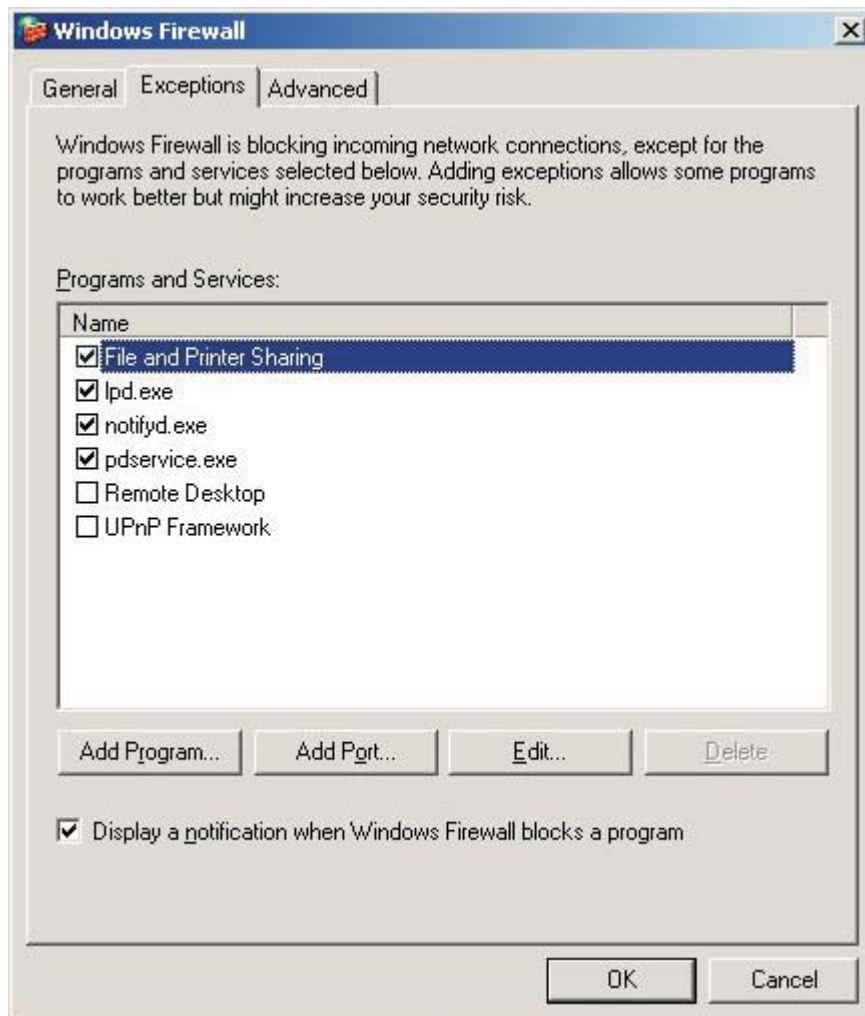 Windows Firewall
General Exceptions Advanced
Windows Firewall is blocking incoming network connections, except for the
programs and services selected below. Adding exceptions allows some programs
to work better but might increase your security risk.
Programs and Services:
Name
File and Printer Sharing
lpd.exe
notifyd.exe
pdservice.exe
Remote Desktop
UPnP Framework
Add Program... Add Port... Edit... Delete
Display a notification when Windows Firewall blocks a program
OK Cancel